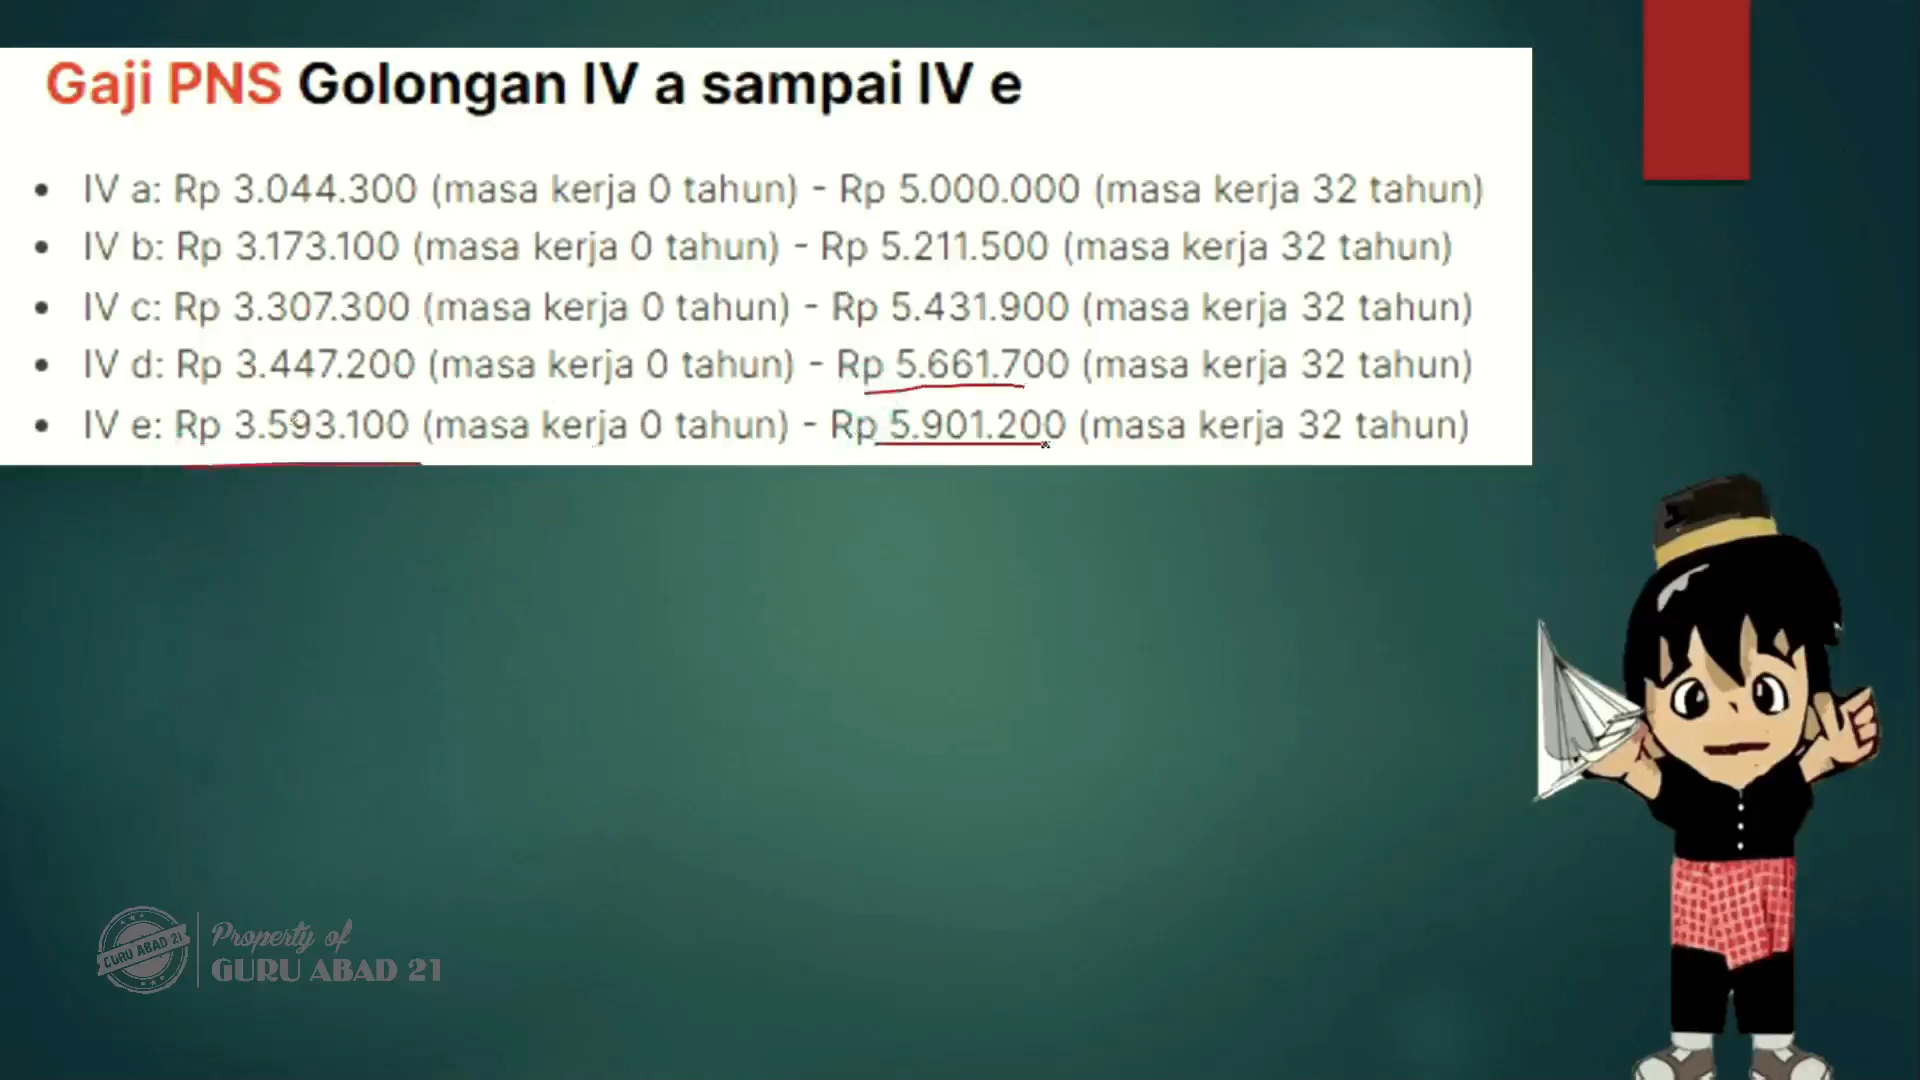 Gaji PNS Golongan IV a sampai IV e
• IV a: Rp 3.044.300 (masa kerja 0 tahun) - Rp 5.000.000 (masa kerja 32 tahun)
• IV b: Rp 3.173.100 (masa kerja 0 tahun) - Rp 5.211.500 (masa kerja 32 tahun)
• IV c: Rp 3.307.300 (masa kerja 0 tahun) - Rp 5.431.900 (masa kerja 32 tahun)
• IV d: Rp 3.447.200 (masa kerja 0 tahun) - Rp 5.661.700 (masa kerja 32 tahun)
• IV e: Rp 3.593.100 (masa kerja 0 tahun) - Rp 5.901.200 (masa kerja 32 tahun)
GURU ABAD 21
Property of
GURU ABAD 21